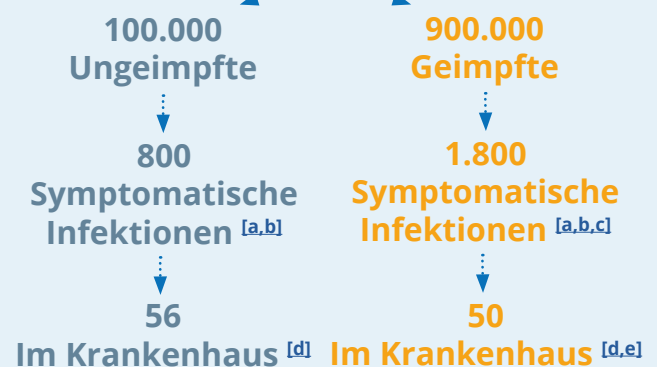 100.000
Ungeimpfte
800
Symptomatische
Infektionen [a,b]
56
Im Krankenhaus [d]
900.000
Geimpfte
1.800
Symptomatische
Infektionen [a,b,c]
50
Im Krankenhaus [d,e]